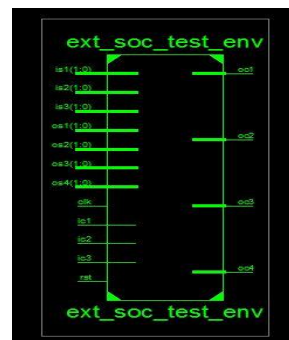 ext_soc_test_env
is1(1:0)
oc1
is2(1:0)
is3(1:0)
os1(1:0)
os2(1:0)
oc2
os3(1:0)
os4(1:0)
clk
oc3
ic1
ic2
ic3
oc4
rst
ext_soc_test_env